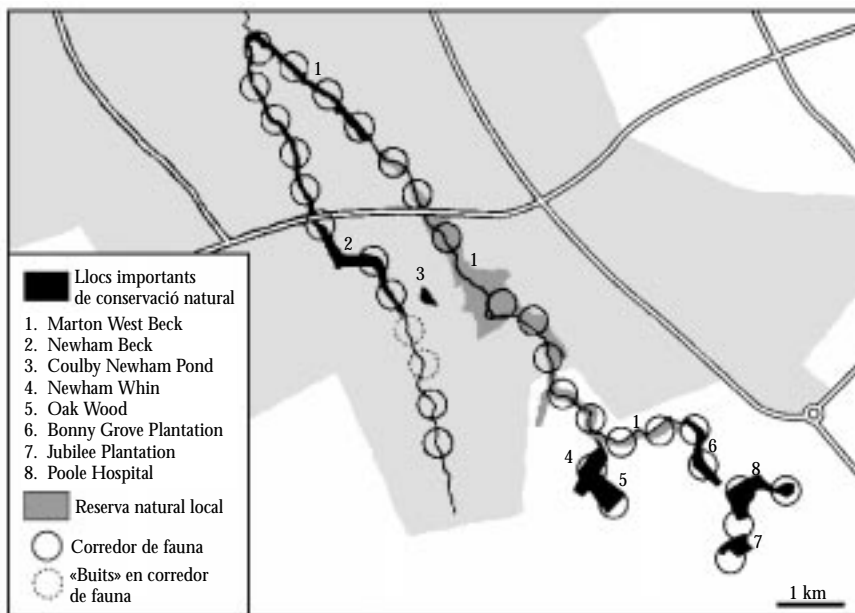 1
2
3
1
1
4
5
6
8
7
Llocs importants
de conservació natural
1. Marton West Beck
2. Newham Beck
3. Coulby Newham Pond
4. Newham Whin
5. Oak Wood
6. Bonny Grove Plantation
7. Jubilee Plantation
8. Poole Hospital
Reserva natural local
Corredor de fauna
«Buits» en corredor
de fauna
1 km